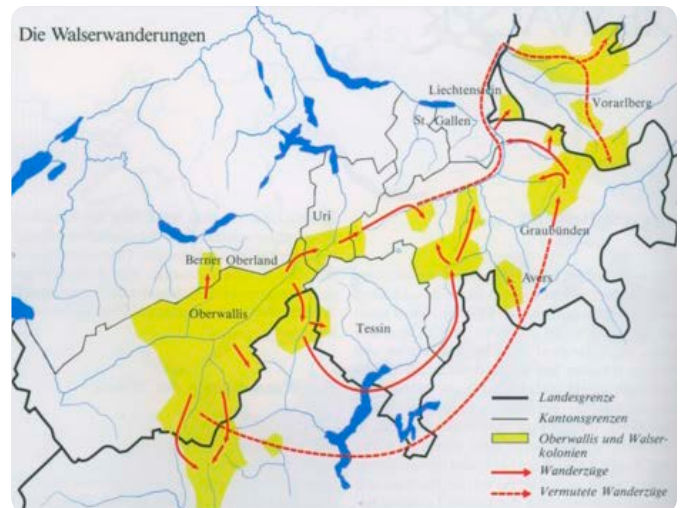 Die Walserwanderungen
Liechtenstein
St. Gallen
Vorarlberg
Uri
Graubünden
Berner Oberland
Avers
Oberwallis
Tessin
Landesgrenze
Kantonsgrenzen
Oberwallis und Walser-
kolonien
Wanderzüge
Vermutete Wanderzüge